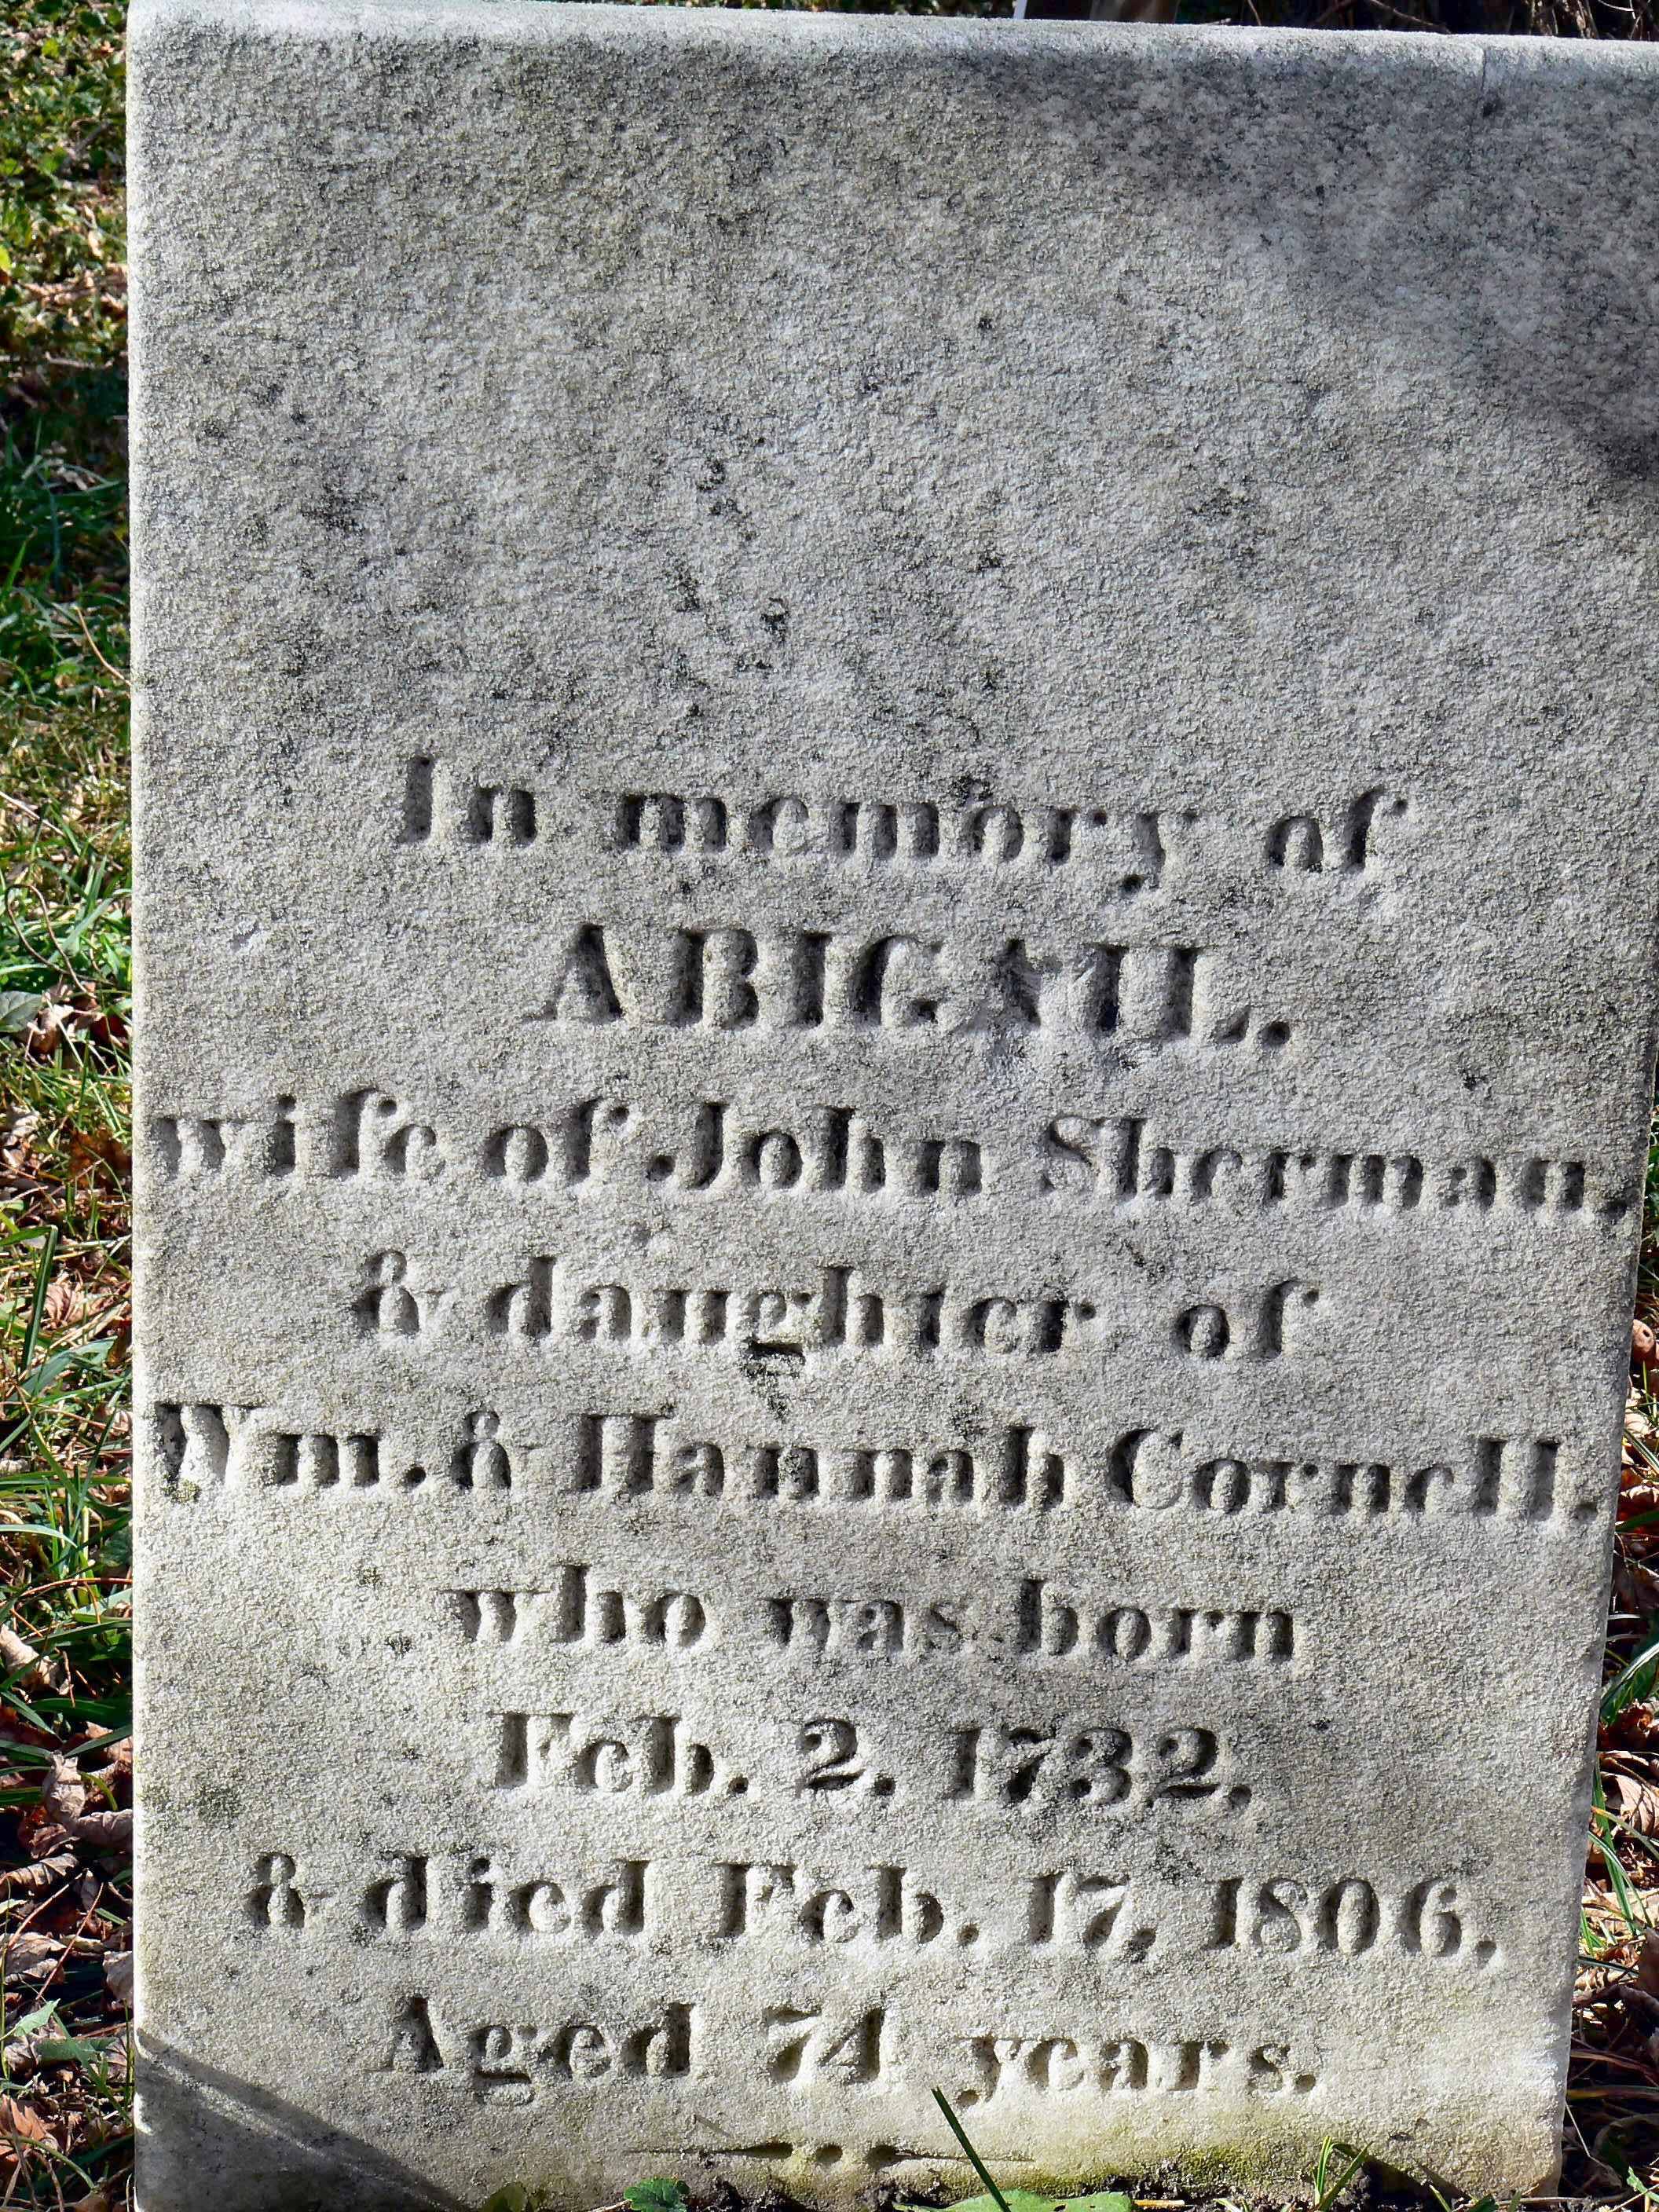 In memory of
ABIGAIL.
wife of John Sherman,
& daughter of
Wm. & Hannah Cornell.
who was born
Feb. 2, 1732,
& died Feb. 17, 1806,
Aged 74 years.